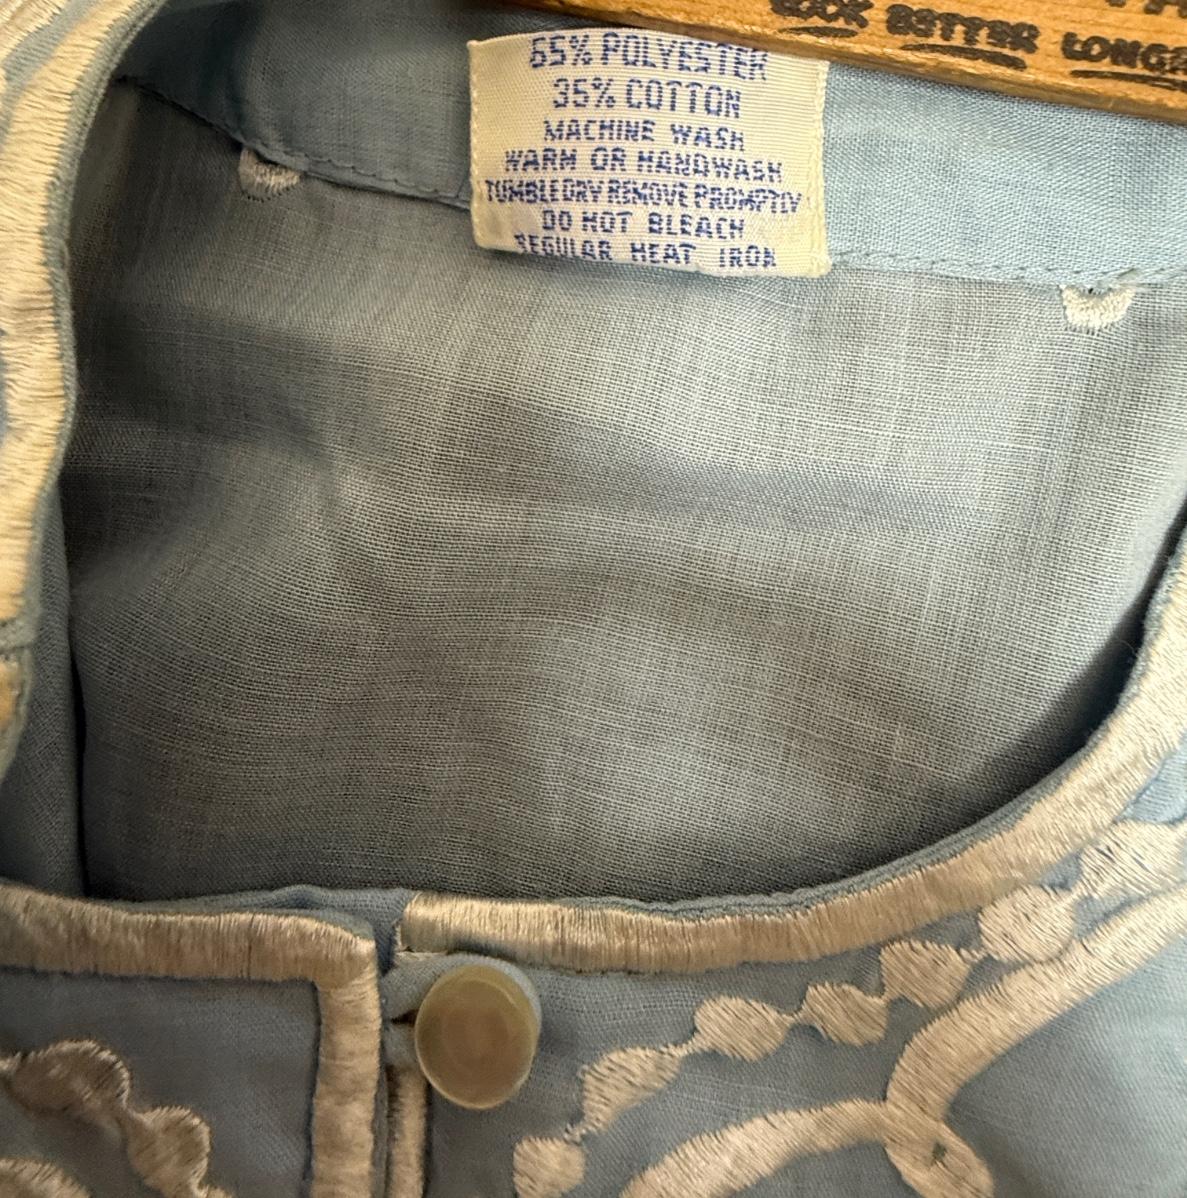 LOOK BETTER LONGER
65% POLYESTER
35% COTTON
MACHINE WASH
WARM OR HANDWASH
TUMBLE DRY REMOVE PROMPTLY
DO NOT BLEACH
REGULAR HEAT IRON